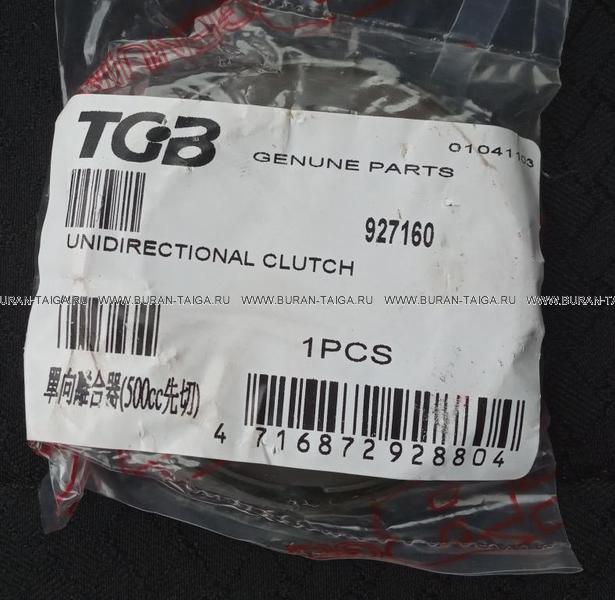 TGB
GENUNE PARTS
01041103
927160
UNIDIRECTIONAL CLUTCH
WWW.BURAN-TAIGA.RU WWW.BURAN-TAIGA.RU WWW.BURAN-TAIGA.RU WWW.BURAN-TAIGA.RU
1PCS
單向離合器(500cc先切)
4 716872 928804